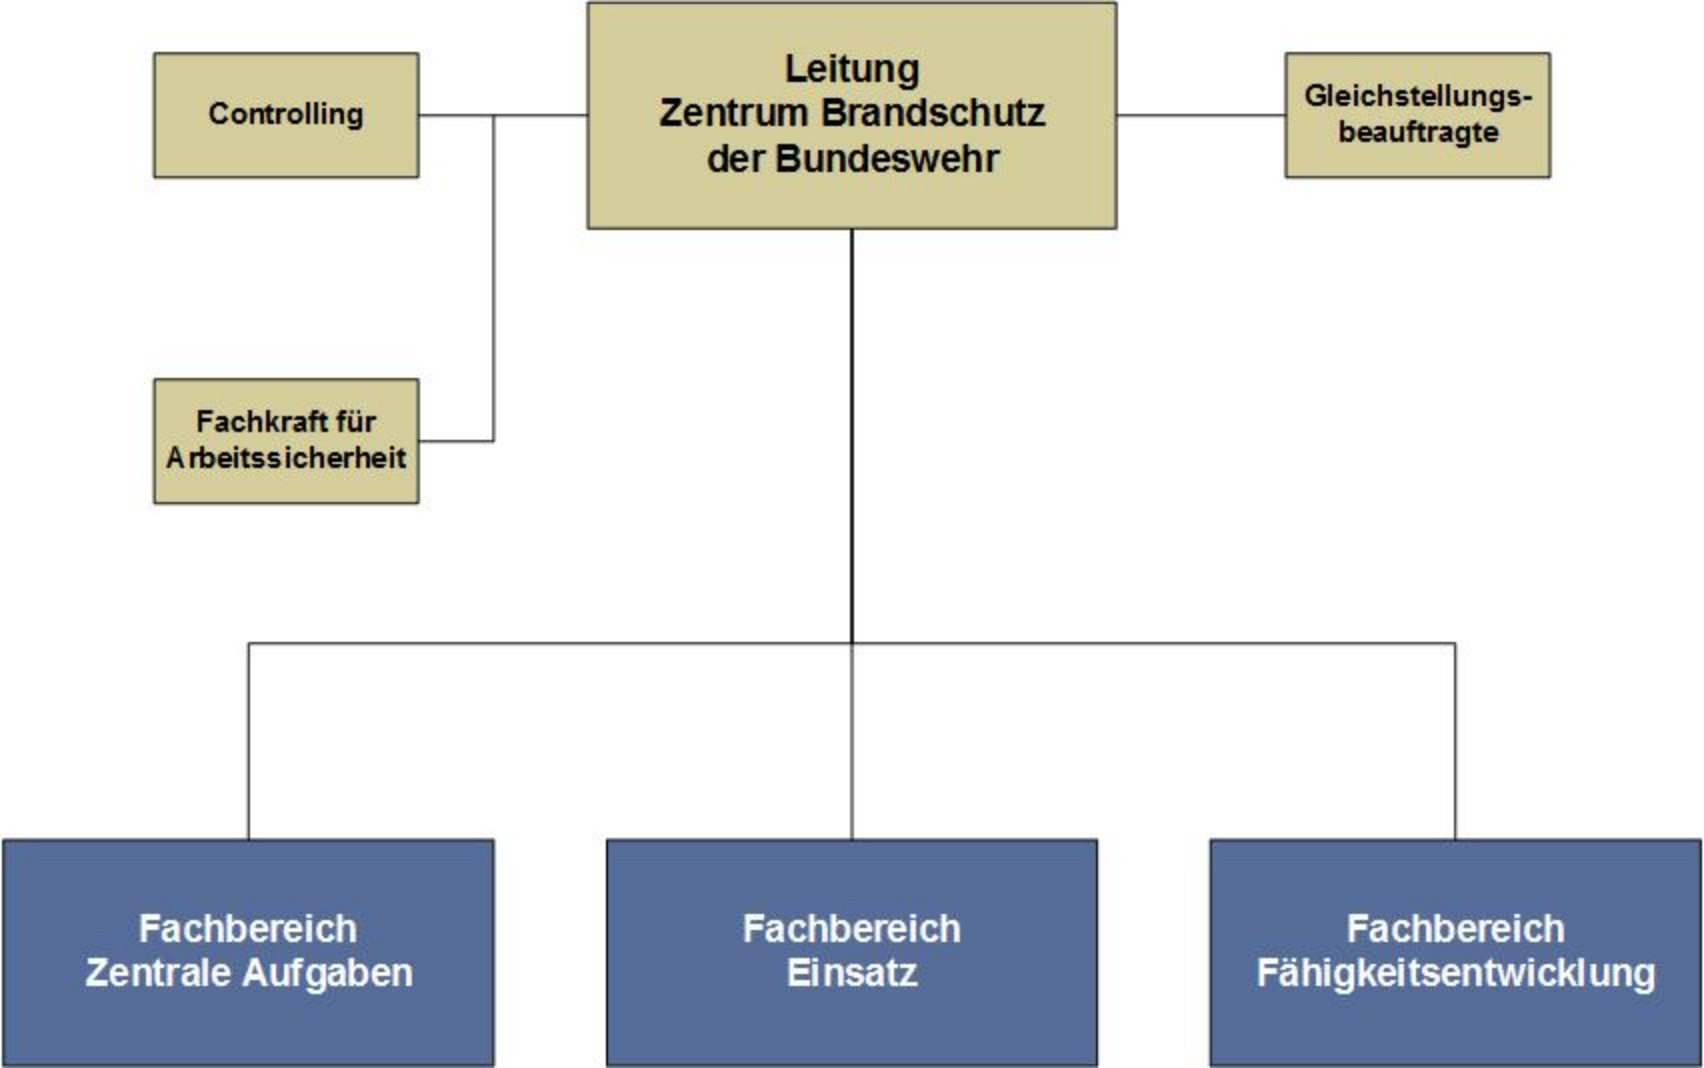 Leitung
Zentrum Brandschutz
der Bundeswehr
Controlling
Gleichstellungs-
beauftragte
Fachkraft für
Arbeitssicherheit
Fachbereich
Zentrale Aufgaben
Fachbereich
Einsatz
Fachbereich
Fähigkeitsentwicklung